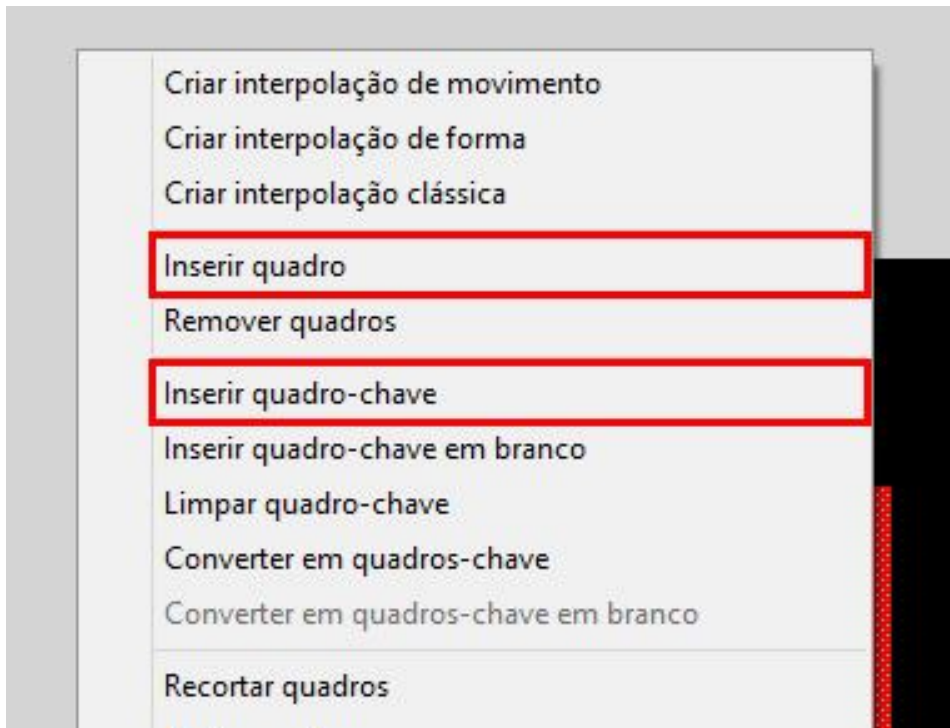 Criar interpolação de movimento
Criar interpolação de forma
Criar interpolação clássica
Inserir quadro
Remover quadros
Inserir quadro-chave
Inserir quadro-chave em branco
Limpar quadro-chave
Converter em quadros-chave
Converter em quadros-chave em branco
Recortar quadros